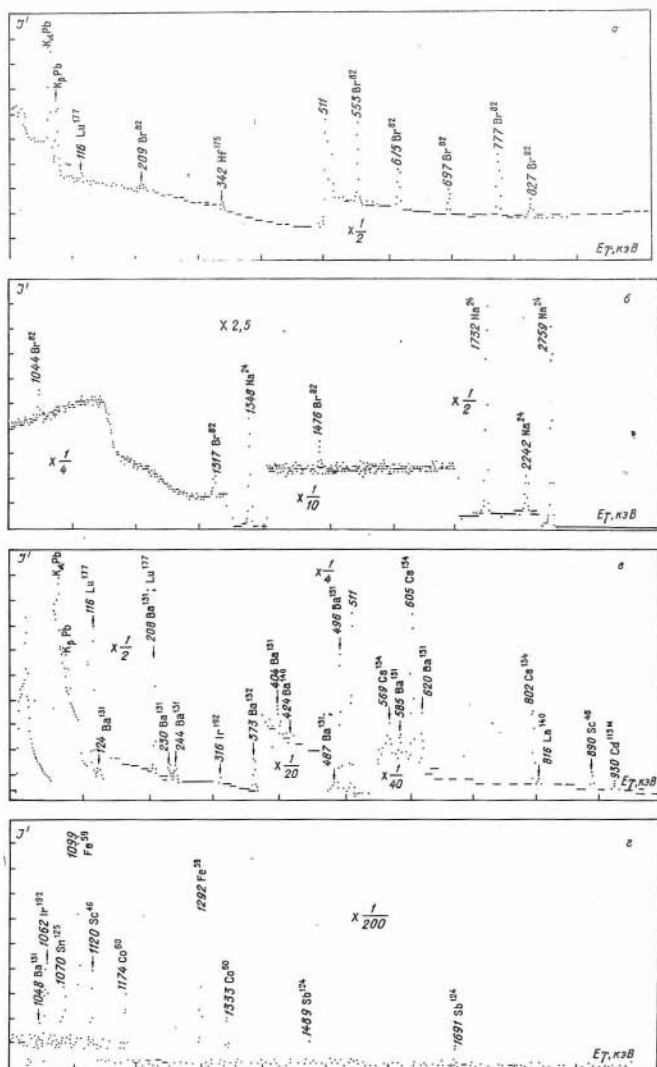 J' а
KαPb
KβPb
116 Lu177
209 Br82
342 Hf175
511
553 Br82
615 Br82
697 Br82
777 Br82
827 Br82
× 1/2
Eγ, кэВ
J' б
× 2,5
1044 Br82
× 1/4
1317 Br82
1348 Na24
1476 Br82
× 1/10
1732 Na24
× 1/2
2242 Na24
2759 Na24
Eγ, кэВ
J' в
KαPb
Kβ Pb
116 Lu177
124 Ba131
× 1/2
208 Ba131; Lu177
230 Ba131
244 Ba131
316 Ir192
373 Ba132
404 Ba131
424 Ba140
× 1/20
× 1/4
487 Ba131
496 Ba131
511
569 Cs134
585 Ba131
605 Cs134
620 Ba131
× 1/40
802 Cs134
816 La140
890 Sc46
930 Cd115M
Eγ, кэВ
J' г
1048 Ba131
1062 Ir192
1070 Sn125
1099 Fe59
1120 Sc46
1174 Co60
1292 Fe59
1333 Co60
1489 Sb124
× 1/200
1691 Sb124
Eγ, кэВ